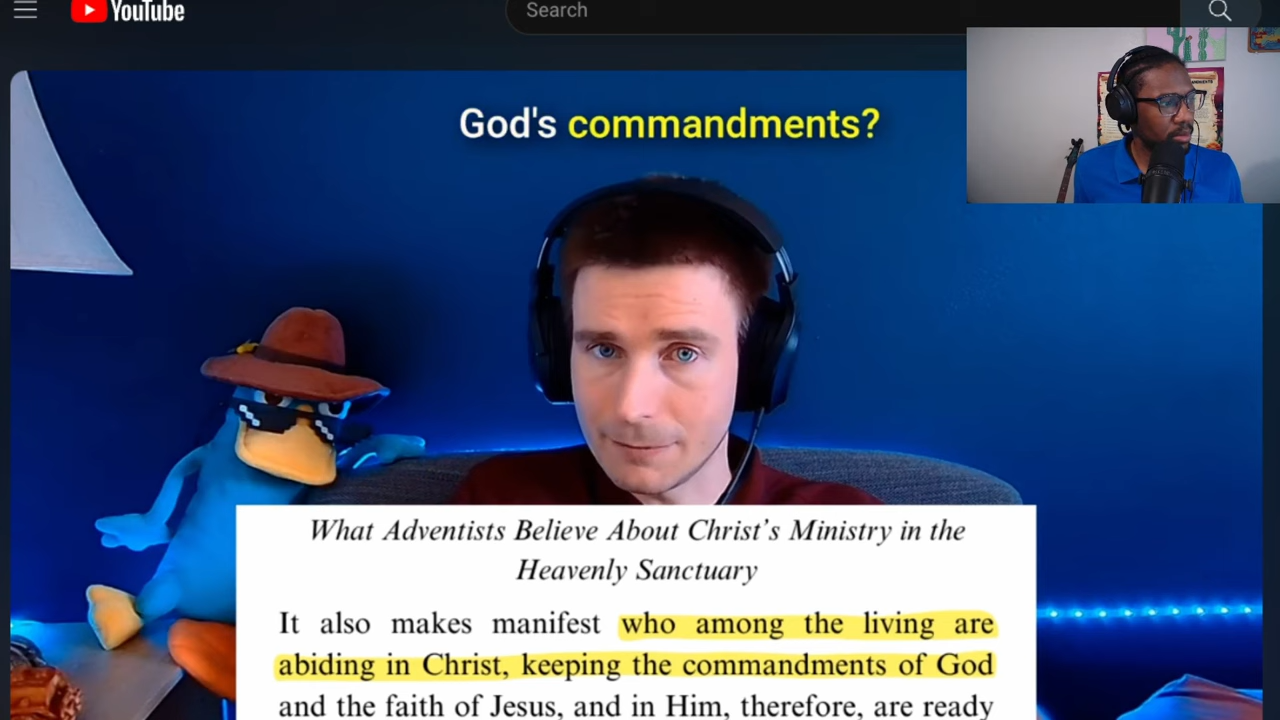 YouTube
Search
God's commandments?
What Adventists Believe About Christ's Ministry in the
Heavenly Sanctuary
It also makes manifest who among the living are
abiding in Christ, keeping the commandments of God
and the faith of Jesus, and in Him, therefore, are ready